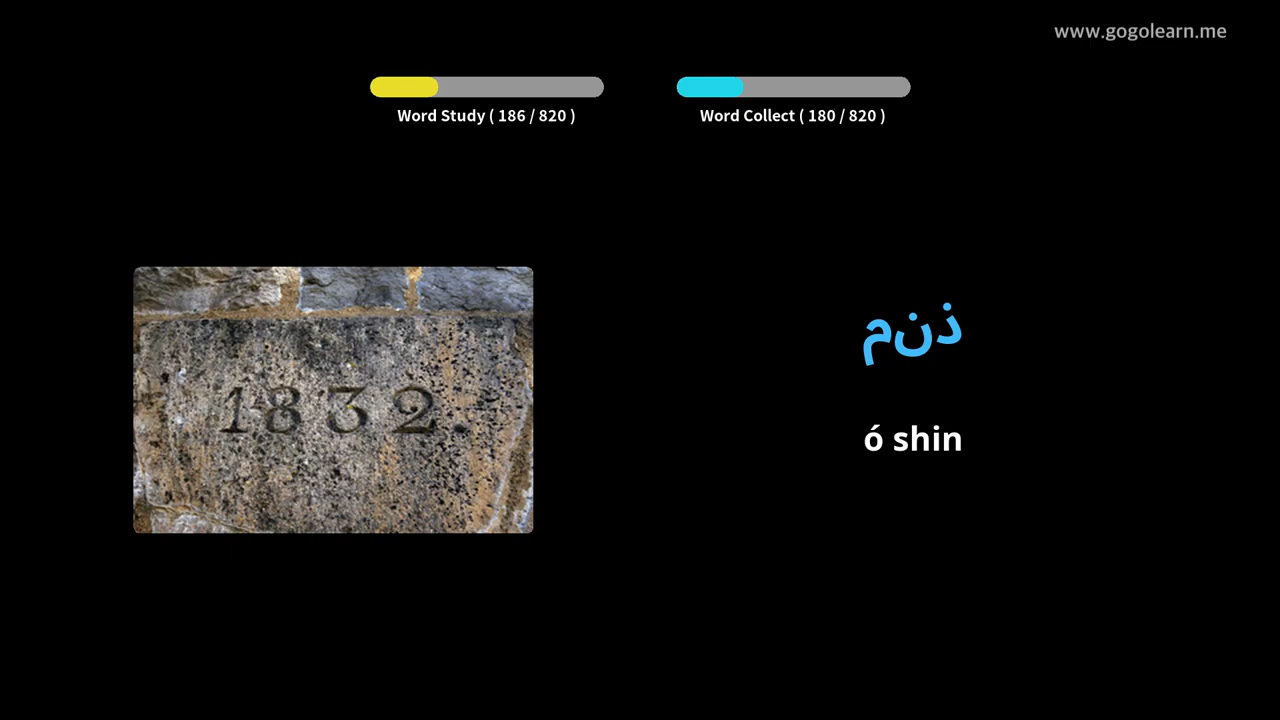 www.gogolearn.me
Word Study ( 186 / 820 )
Word Collect ( 180 / 820 )
1832.
منذ
ó shin